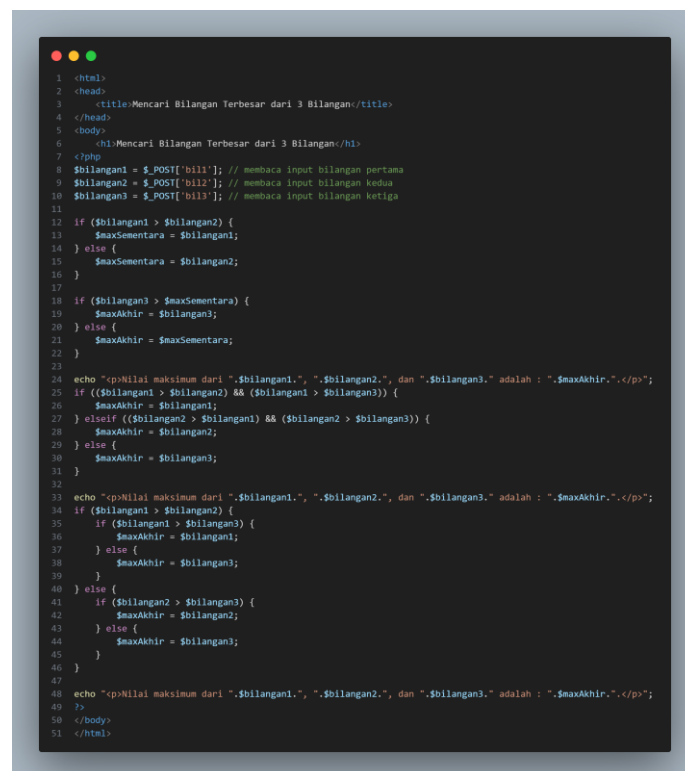 1 <html>
2 <head>
3 <title>Mencari Bilangan Terbesar dari 3 Bilangan</title>
4 </head>
5 <body>
6 <h1>Mencari Bilangan Terbesar dari 3 Bilangan</h1>
7 <?php
8 $bilangan1 = $_POST['bil1']; // membaca input bilangan pertama
9 $bilangan2 = $_POST['bil2']; // membaca input bilangan kedua
10 $bilangan3 = $_POST['bil3']; // membaca input bilangan ketiga
11
12 if ($bilangan1 > $bilangan2) {
13 $maxSementara = $bilangan1;
14 } else {
15 $maxSementara = $bilangan2;
16 }
17
18 if ($bilangan3 > $maxSementara) {
19 $maxAkhir = $bilangan3;
20 } else {
21 $maxAkhir = $maxSementara;
22 }
23
24 echo "<p>Nilai maksimum dari ".$bilangan1.", ".$bilangan2.", dan ".$bilangan3." adalah : ".$maxAkhir.".</p>";
25 if (($bilangan1 > $bilangan2) && ($bilangan1 > $bilangan3)) {
26 $maxAkhir = $bilangan1;
27 } elseif (($bilangan2 > $bilangan1) && ($bilangan2 > $bilangan3)) {
28 $maxAkhir = $bilangan2;
29 } else {
30 $maxAkhir = $bilangan3;
31 }
32
33 echo "<p>Nilai maksimum dari ".$bilangan1.", ".$bilangan2.", dan ".$bilangan3." adalah : ".$maxAkhir.".</p>";
34 if ($bilangan1 > $bilangan2) {
35 if ($bilangan1 > $bilangan3) {
36 $maxAkhir = $bilangan1;
37 } else {
38 $maxAkhir = $bilangan3;
39 }
40 } else {
41 if ($bilangan2 > $bilangan3) {
42 $maxAkhir = $bilangan2;
43 } else {
44 $maxAkhir = $bilangan3;
45 }
46 }
47
48 echo "<p>Nilai maksimum dari ".$bilangan1.", ".$bilangan2.", dan ".$bilangan3." adalah : ".$maxAkhir.".</p>";
49 ?>
50 </body>
51 </html>